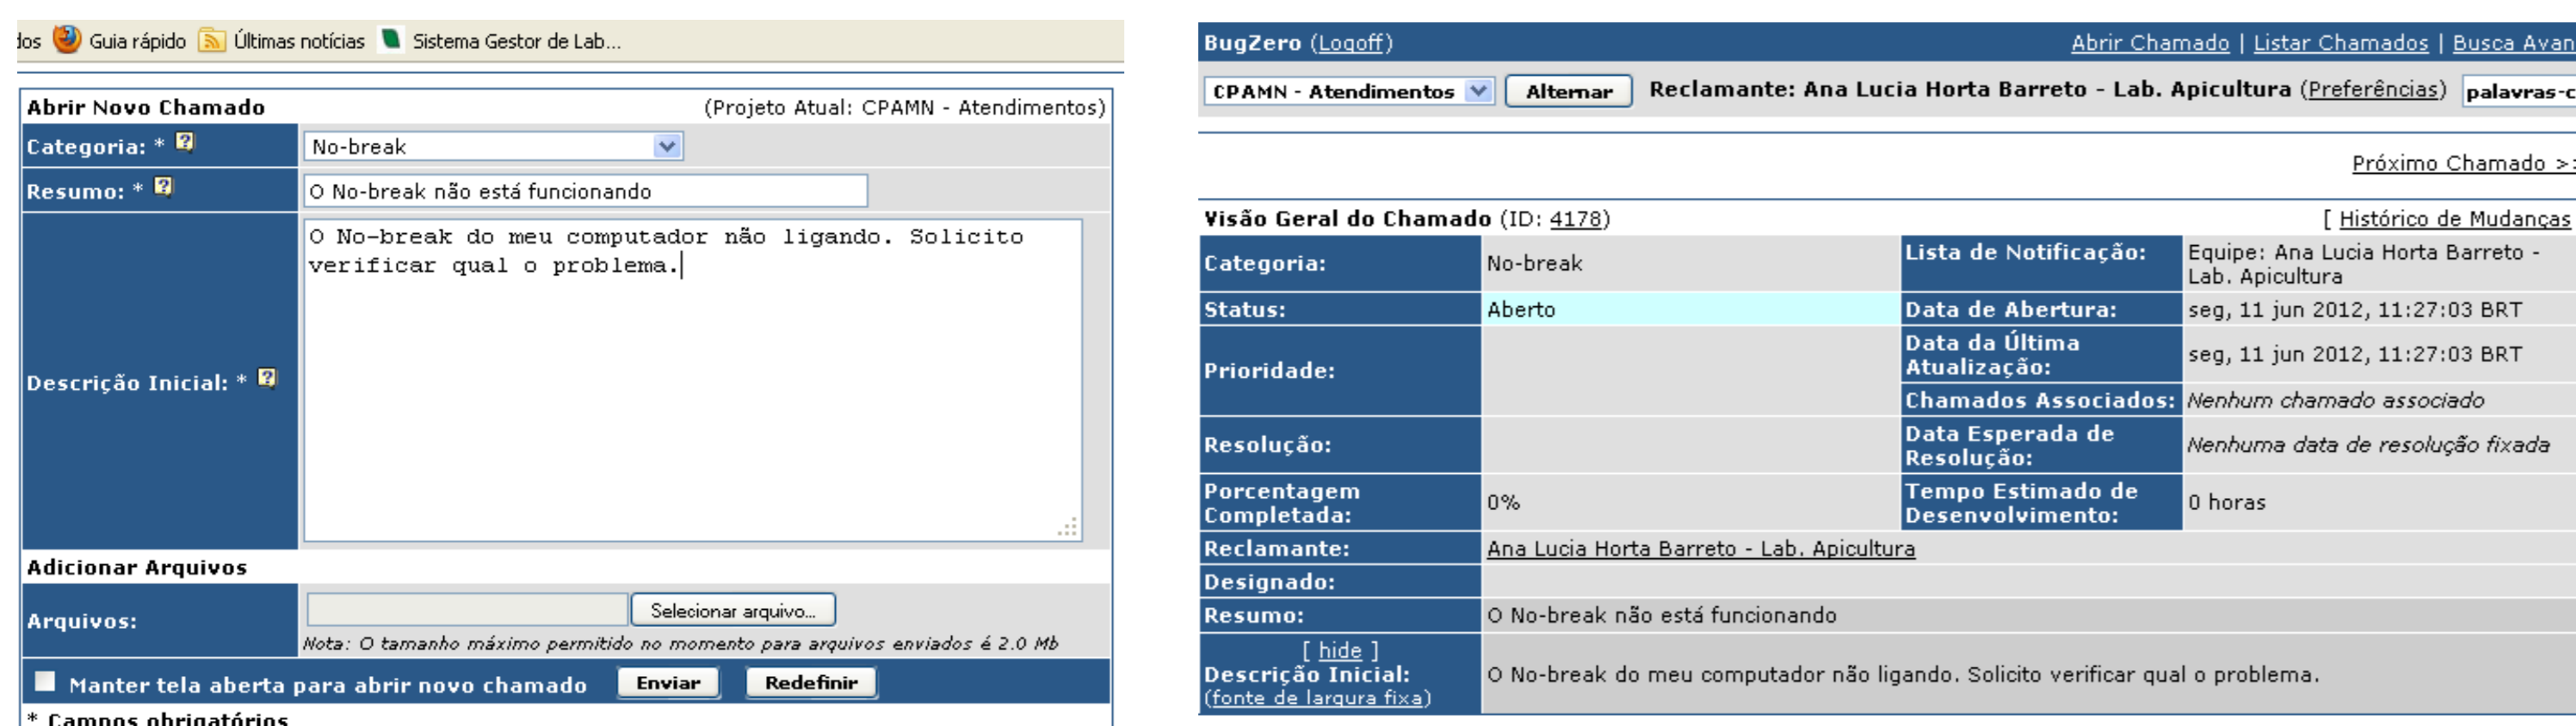 dos Guia rápido Últimas notícias Sistema Gestor de Lab...
Abrir Novo Chamado (Projeto Atual: CPAMN - Atendimentos)
Categoria: * No-break
Resumo: * O No-break não está funcionando
Descrição Inicial: *
O No-break do meu computador não ligando. Solicito
verificar qual o problema.
Adicionar Arquivos
Arquivos: Selecionar arquivo...
Nota: O tamanho máximo permitido no momento para arquivos enviados é 2.0 Mb
Manter tela aberta para abrir novo chamado Enviar Redefinir
* Campos obrigatórios
BugZero (Logoff) Abrir Chamado | Listar Chamados | Busca Avan
CPAMN - Atendimentos Alternar Reclamante: Ana Lucia Horta Barreto - Lab. Apicultura (Preferências) palavras-c
Próximo Chamado >>
Visão Geral do Chamado (ID: 4178) [ Histórico de Mudanças
Categoria: No-break Lista de Notificação: Equipe: Ana Lucia Horta Barreto -
Lab. Apicultura
Status: Aberto Data de Abertura: seg, 11 jun 2012, 11:27:03 BRT
Prioridade:
Data da Última
Atualização: seg, 11 jun 2012, 11:27:03 BRT
Chamados Associados: Nenhum chamado associado
Resolução:
Data Esperada de
Resolução: Nenhuma data de resolução fixada
Porcentagem
Completada: 0%
Tempo Estimado de
Desenvolvimento: 0 horas
Reclamante: Ana Lucia Horta Barreto - Lab. Apicultura
Designado:
Resumo: O No-break não está funcionando
[ hide ]
Descrição Inicial: O No-break do meu computador não ligando. Solicito verificar qual o problema.
(fonte de largura fixa)